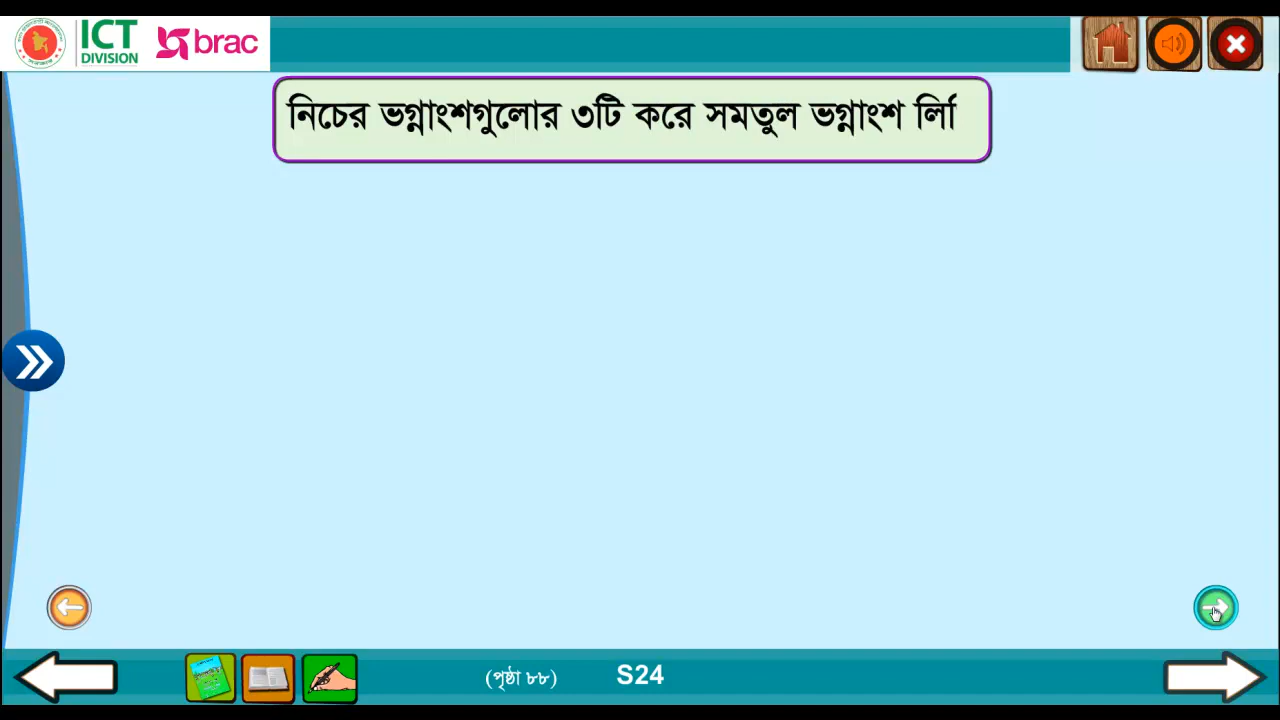 ICT
DIVISION
brac
নিচের ভগ্নাংশগুলোর ৩টি করে সমতুল ভগ্নাংশ
(পৃষ্ঠা ৮৮)
S24